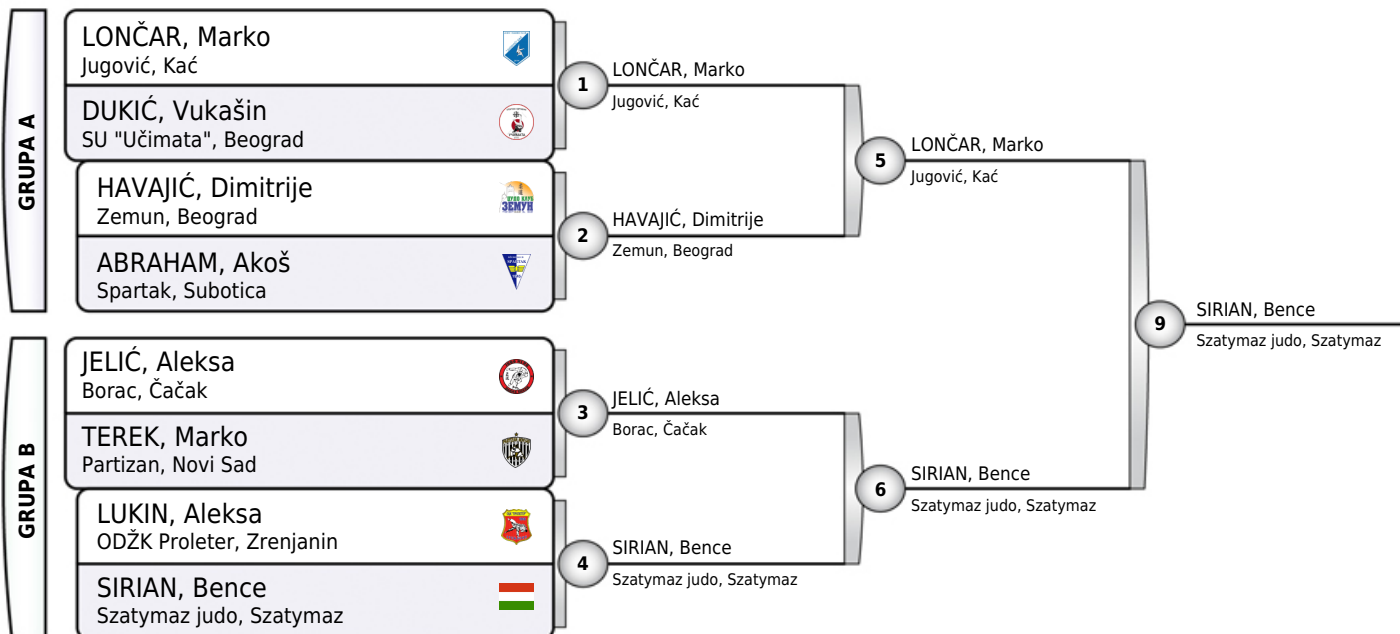 GRUPA A
LONČAR, Marko
Jugović, Kać
DUKIĆ, Vukašin
SU "Učimata", Beograd
HAVAJIĆ, Dimitrije
Zemun, Beograd
ЗЕМУН
ABRAHAM, Akoš
Spartak, Subotica
GRUPA B
JELIĆ, Aleksa
Borac, Čačak
TEREK, Marko
Partizan, Novi Sad
LUKIN, Aleksa
ODŽK Proleter, Zrenjanin
SIRIAN, Bence
Szatymaz judo, Szatymaz
1
LONČAR, Marko
Jugović, Kać
2
HAVAJIĆ, Dimitrije
Zemun, Beograd
3
JELIĆ, Aleksa
Borac, Čačak
4
SIRIAN, Bence
Szatymaz judo, Szatymaz
5
LONČAR, Marko
Jugović, Kać
6
SIRIAN, Bence
Szatymaz judo, Szatymaz
9
SIRIAN, Bence
Szatymaz judo, Szatymaz